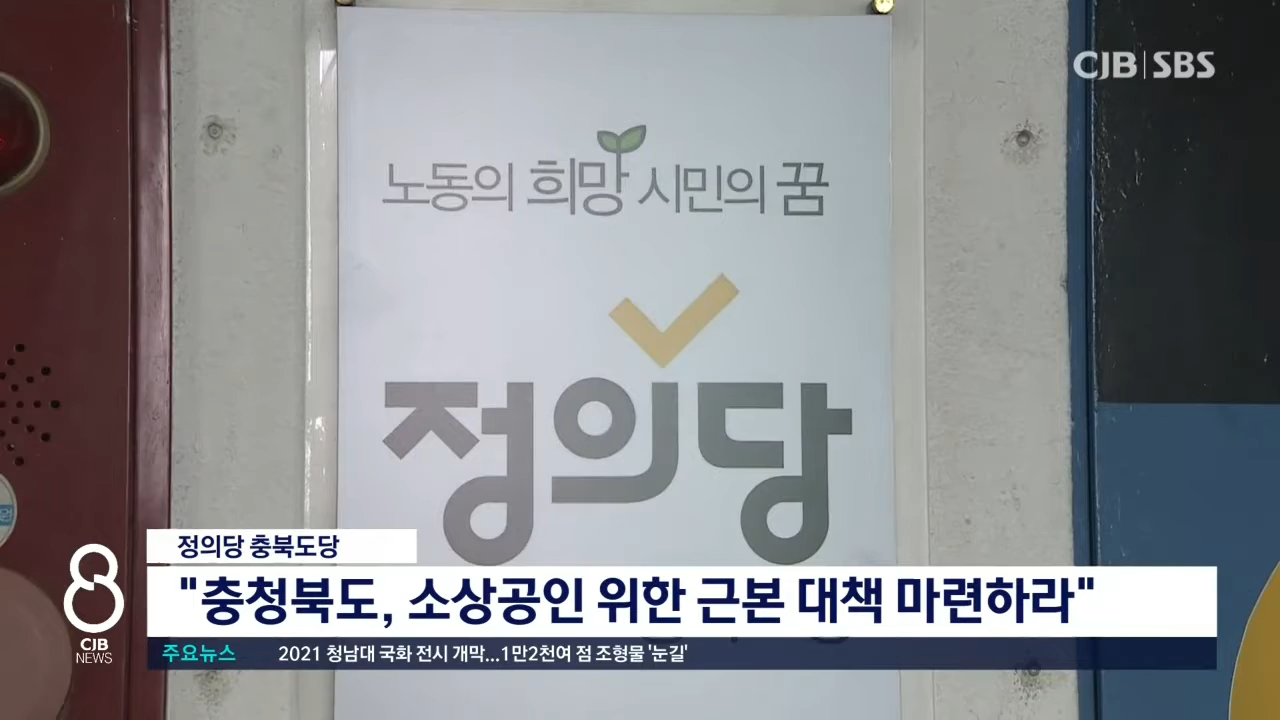 CJB SBS
노동의 희망 시민의 꿈
정의당
정의당 충북도당
"충청북도, 소상공인 위한 근본 대책 마련하라"
8
CJB
NEWS
주요뉴스 2021 청남대 국화 전시 개막...1만2천여 점 조형물 '눈길'